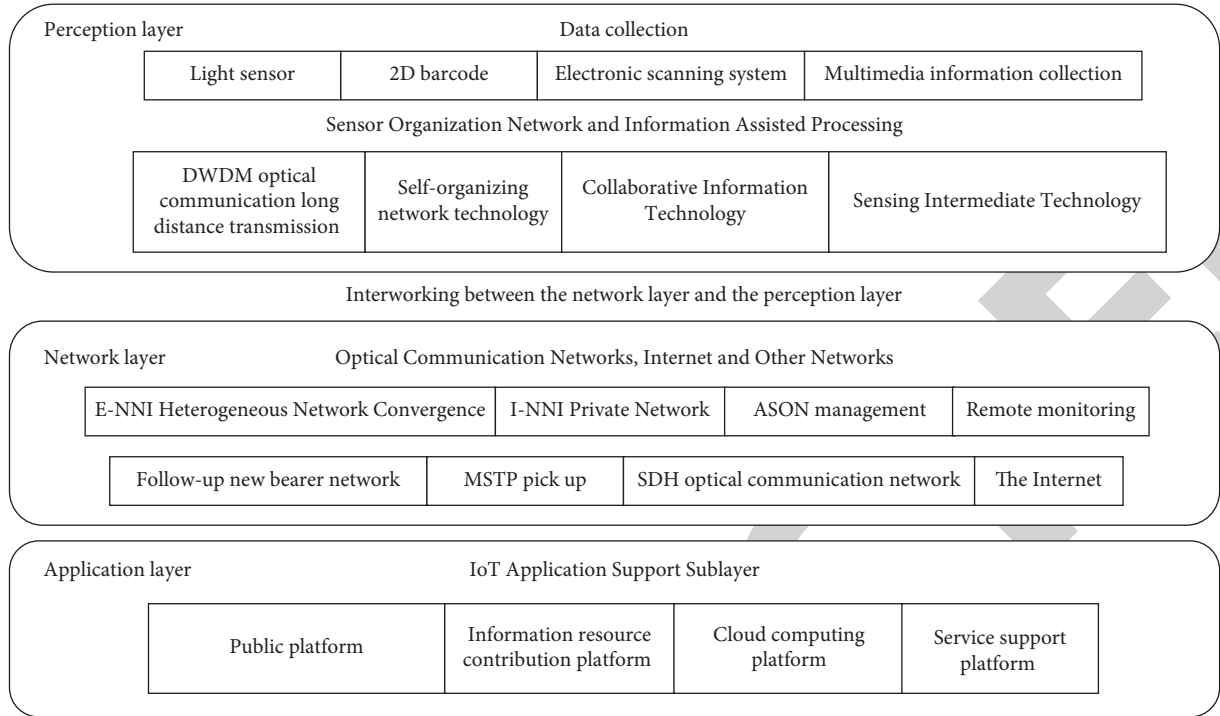 Perception layer
Data collection
Light sensor
2D barcode
Electronic scanning system
Multimedia information collection
Sensor Organization Network and Information Assisted Processing
DWDM optical
communication long
distance transmission
Self-organizing
network technology
Collaborative Information
Technology
Sensing Intermediate Technology
Interworking between the network layer and the perception layer
Network layer
Optical Communication Networks, Internet and Other Networks
E-NNI Heterogeneous Network Convergence
I-NNI Private Network
ASON management
Remote monitoring
Follow-up new bearer network
MSTP pick up
SDH optical communication network
The Internet
Application layer
IoT Application Support Sublayer
Public platform
Information resource
contribution platform
Cloud computing
platform
Service support
platform